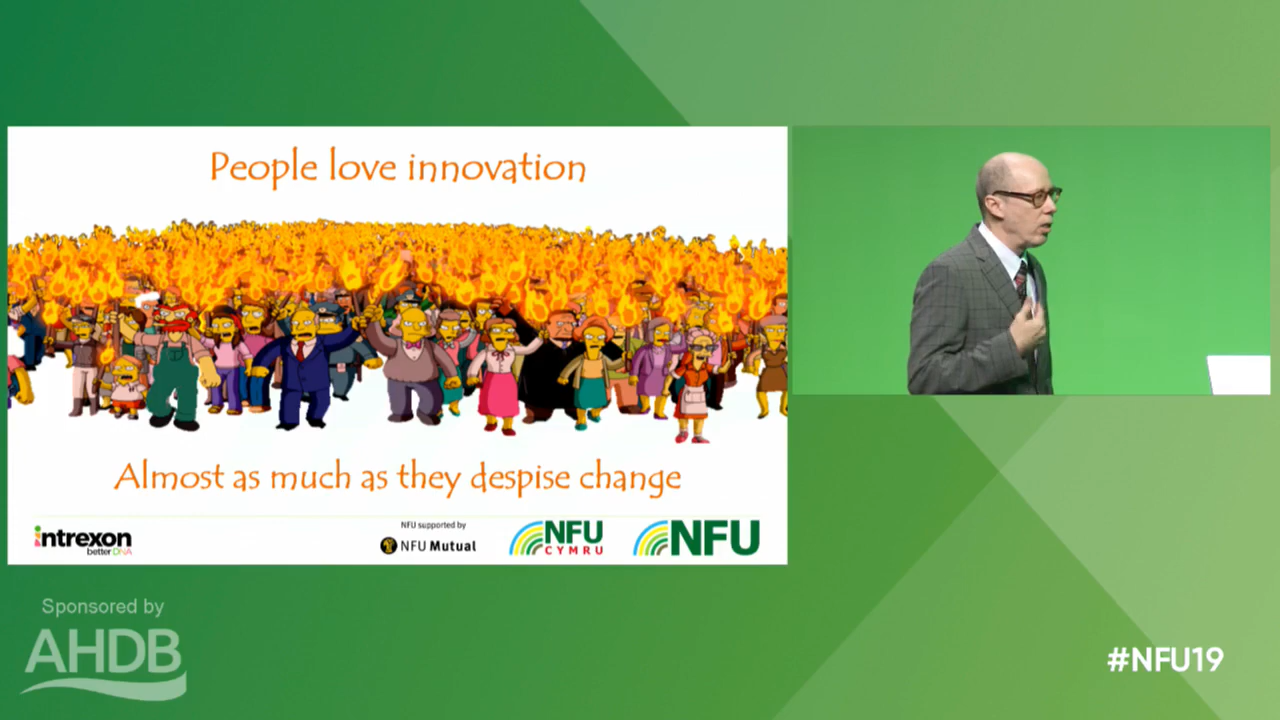 People love innovation
Almost as much as they despise change
intrexon
better DNA
NFU supported by
NFU Mutual
NFU
CYMRU
NFU
Sponsored by
AHDB
#NFU19